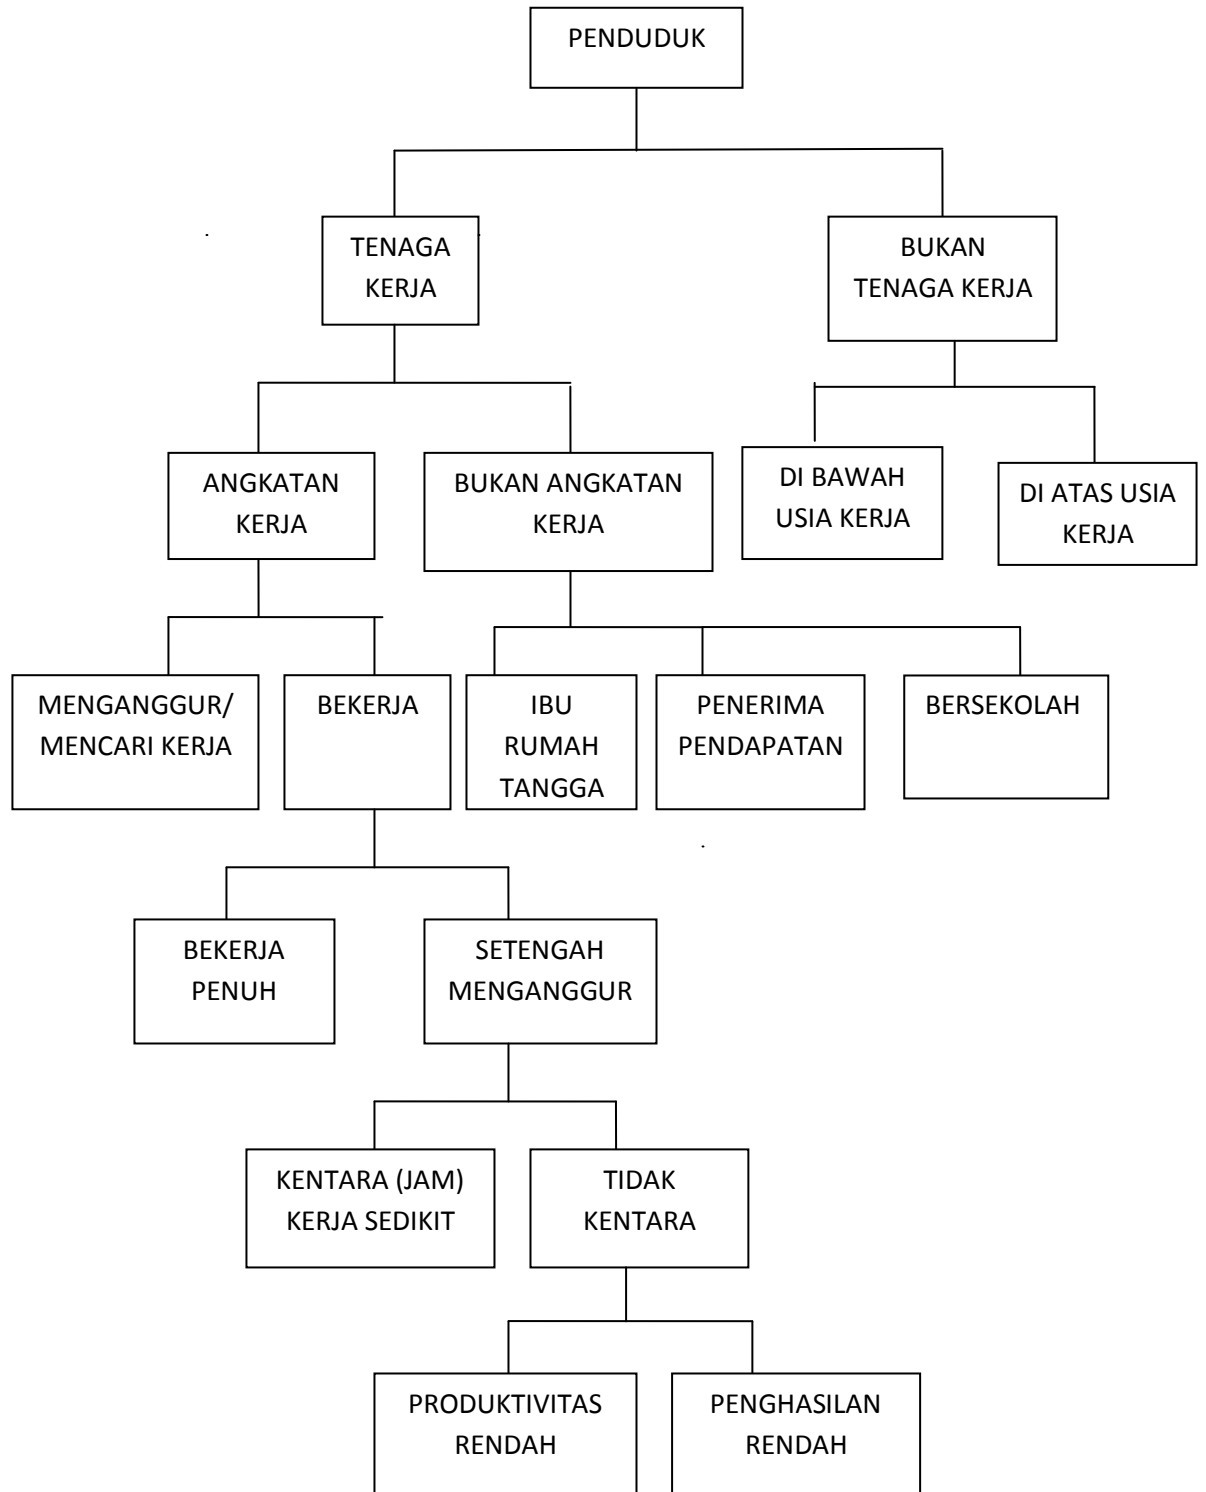 PENDUDUK
TENAGA
KERJA
BUKAN
TENAGA KERJA
ANGKATAN
KERJA
BUKAN ANGKATAN
KERJA
DI BAWAH
USIA KERJA
DI ATAS USIA
KERJA
MENGANGGUR/
MENCARI KERJA
BEKERJA
IBU
RUMAH
TANGGA
PENERIMA
PENDAPATAN
BERSEKOLAH
BEKERJA
PENUH
SETENGAH
MENGANGGUR
KENTARA (JAM)
KERJA SEDIKIT
TIDAK
KENTARA
PRODUKTIVITAS
RENDAH
PENGHASILAN
RENDAH